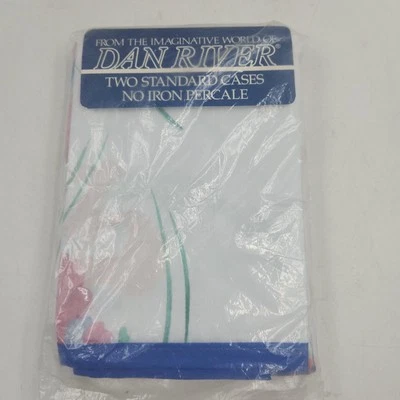 FROM THE IMAGINATIVE WORLD OF
DAN RIVER®
TWO STANDARD CASES
NO IRON PERCALE